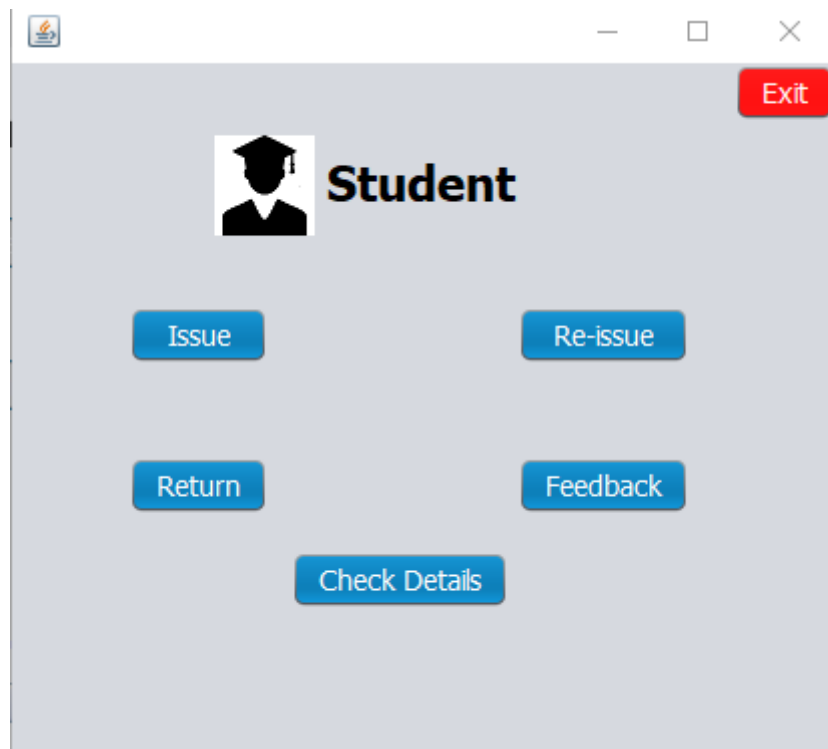 Exit
Student
Issue
Re-issue
Return
Feedback
Check Details